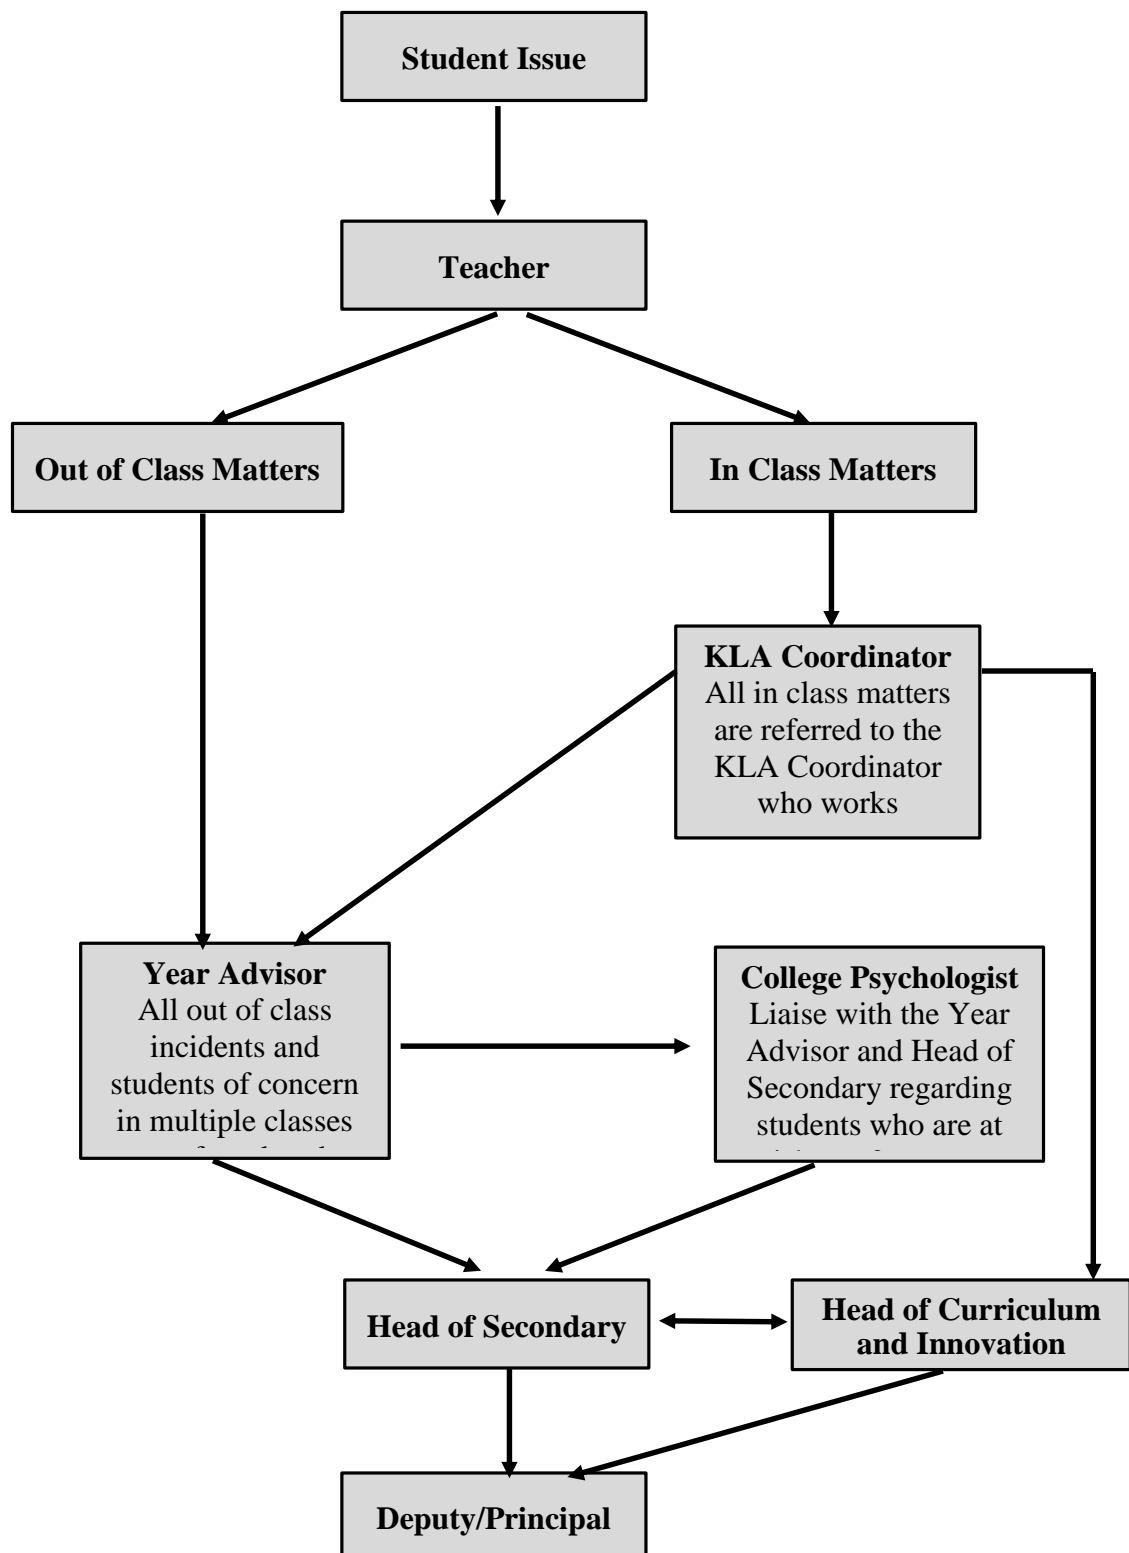 Student Issue
Teacher
Out of Class Matters
In Class Matters
KLA Coordinator
All in class matters
are referred to the
KLA Coordinator
who works
Year Advisor
All out of class
incidents and
students of concern
in multiple classes
College Psychologist
Liaise with the Year
Advisor and Head of
Secondary regarding
students who are at
Head of Secondary
Head of Curriculum
and Innovation
Deputy/Principal